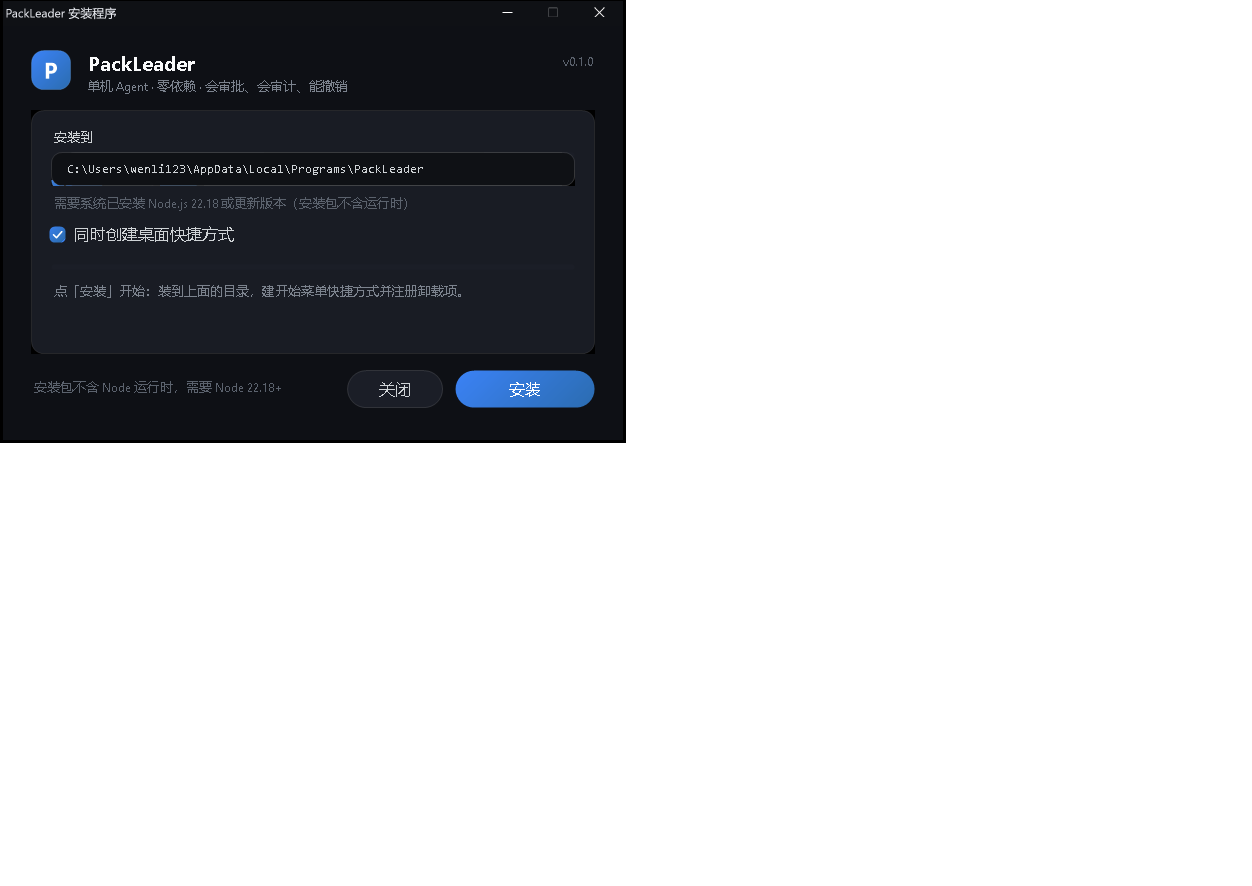 PackLeader 安装程序
P
PackLeader
v0.1.0
单机 Agent · 零依赖 · 会审批、会审计、能撤销
安装到
C:\Users\wenli123\AppData\Local\Programs\PackLeader
需要系统已安装 Node.js 22.18 或更新版本（安装包不含运行时）
同时创建桌面快捷方式
点「安装」开始：装到上面的目录，建开始菜单快捷方式并注册卸载项。
安装包不含 Node 运行时，需要 Node 22.18+
关闭
安装